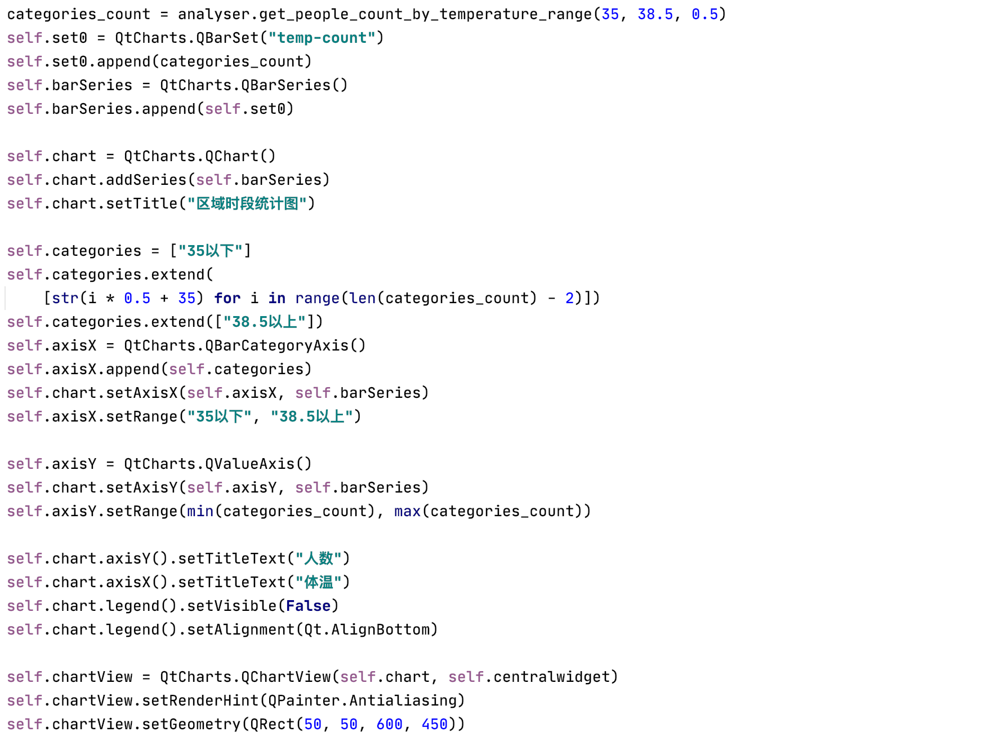 categories_count = analyser.get_people_count_by_temperature_range(35, 38.5, 0.5)
self.set0 = QtCharts.QBarSet("temp-count")
self.set0.append(categories_count)
self.barSeries = QtCharts.QBarSeries()
self.barSeries.append(self.set0)

self.chart = QtCharts.QChart()
self.chart.addSeries(self.barSeries)
self.chart.setTitle("区域时段统计图")

self.categories = ["35以下"]
self.categories.extend(
    [str(i * 0.5 + 35) for i in range(len(categories_count) - 2)])
self.categories.extend(["38.5以上"])
self.axisX = QtCharts.QBarCategoryAxis()
self.axisX.append(self.categories)
self.chart.setAxisX(self.axisX, self.barSeries)
self.axisX.setRange("35以下", "38.5以上")

self.axisY = QtCharts.QValueAxis()
self.chart.setAxisY(self.axisY, self.barSeries)
self.axisY.setRange(min(categories_count), max(categories_count))

self.chart.axisY().setTitleText("人数")
self.chart.axisX().setTitleText("体温")
self.chart.legend().setVisible(False)
self.chart.legend().setAlignment(Qt.AlignBottom)

self.chartView = QtCharts.QChartView(self.chart, self.centralwidget)
self.chartView.setRenderHint(QPainter.Antialiasing)
self.chartView.setGeometry(QRect(50, 50, 600, 450))